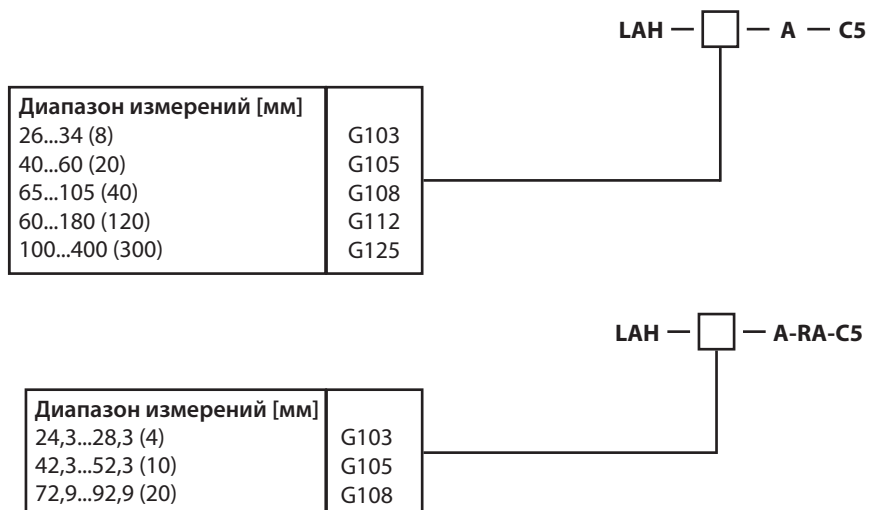 LAH — □ — A — C5
Диапазон измерений [мм]
26...34 (8) G103
40...60 (20) G105
65...105 (40) G108
60...180 (120) G112
100...400 (300) G125
LAH — □ — A-RA-C5
Диапазон измерений [мм]
24,3...28,3 (4) G103
42,3...52,3 (10) G105
72,9...92,9 (20) G108